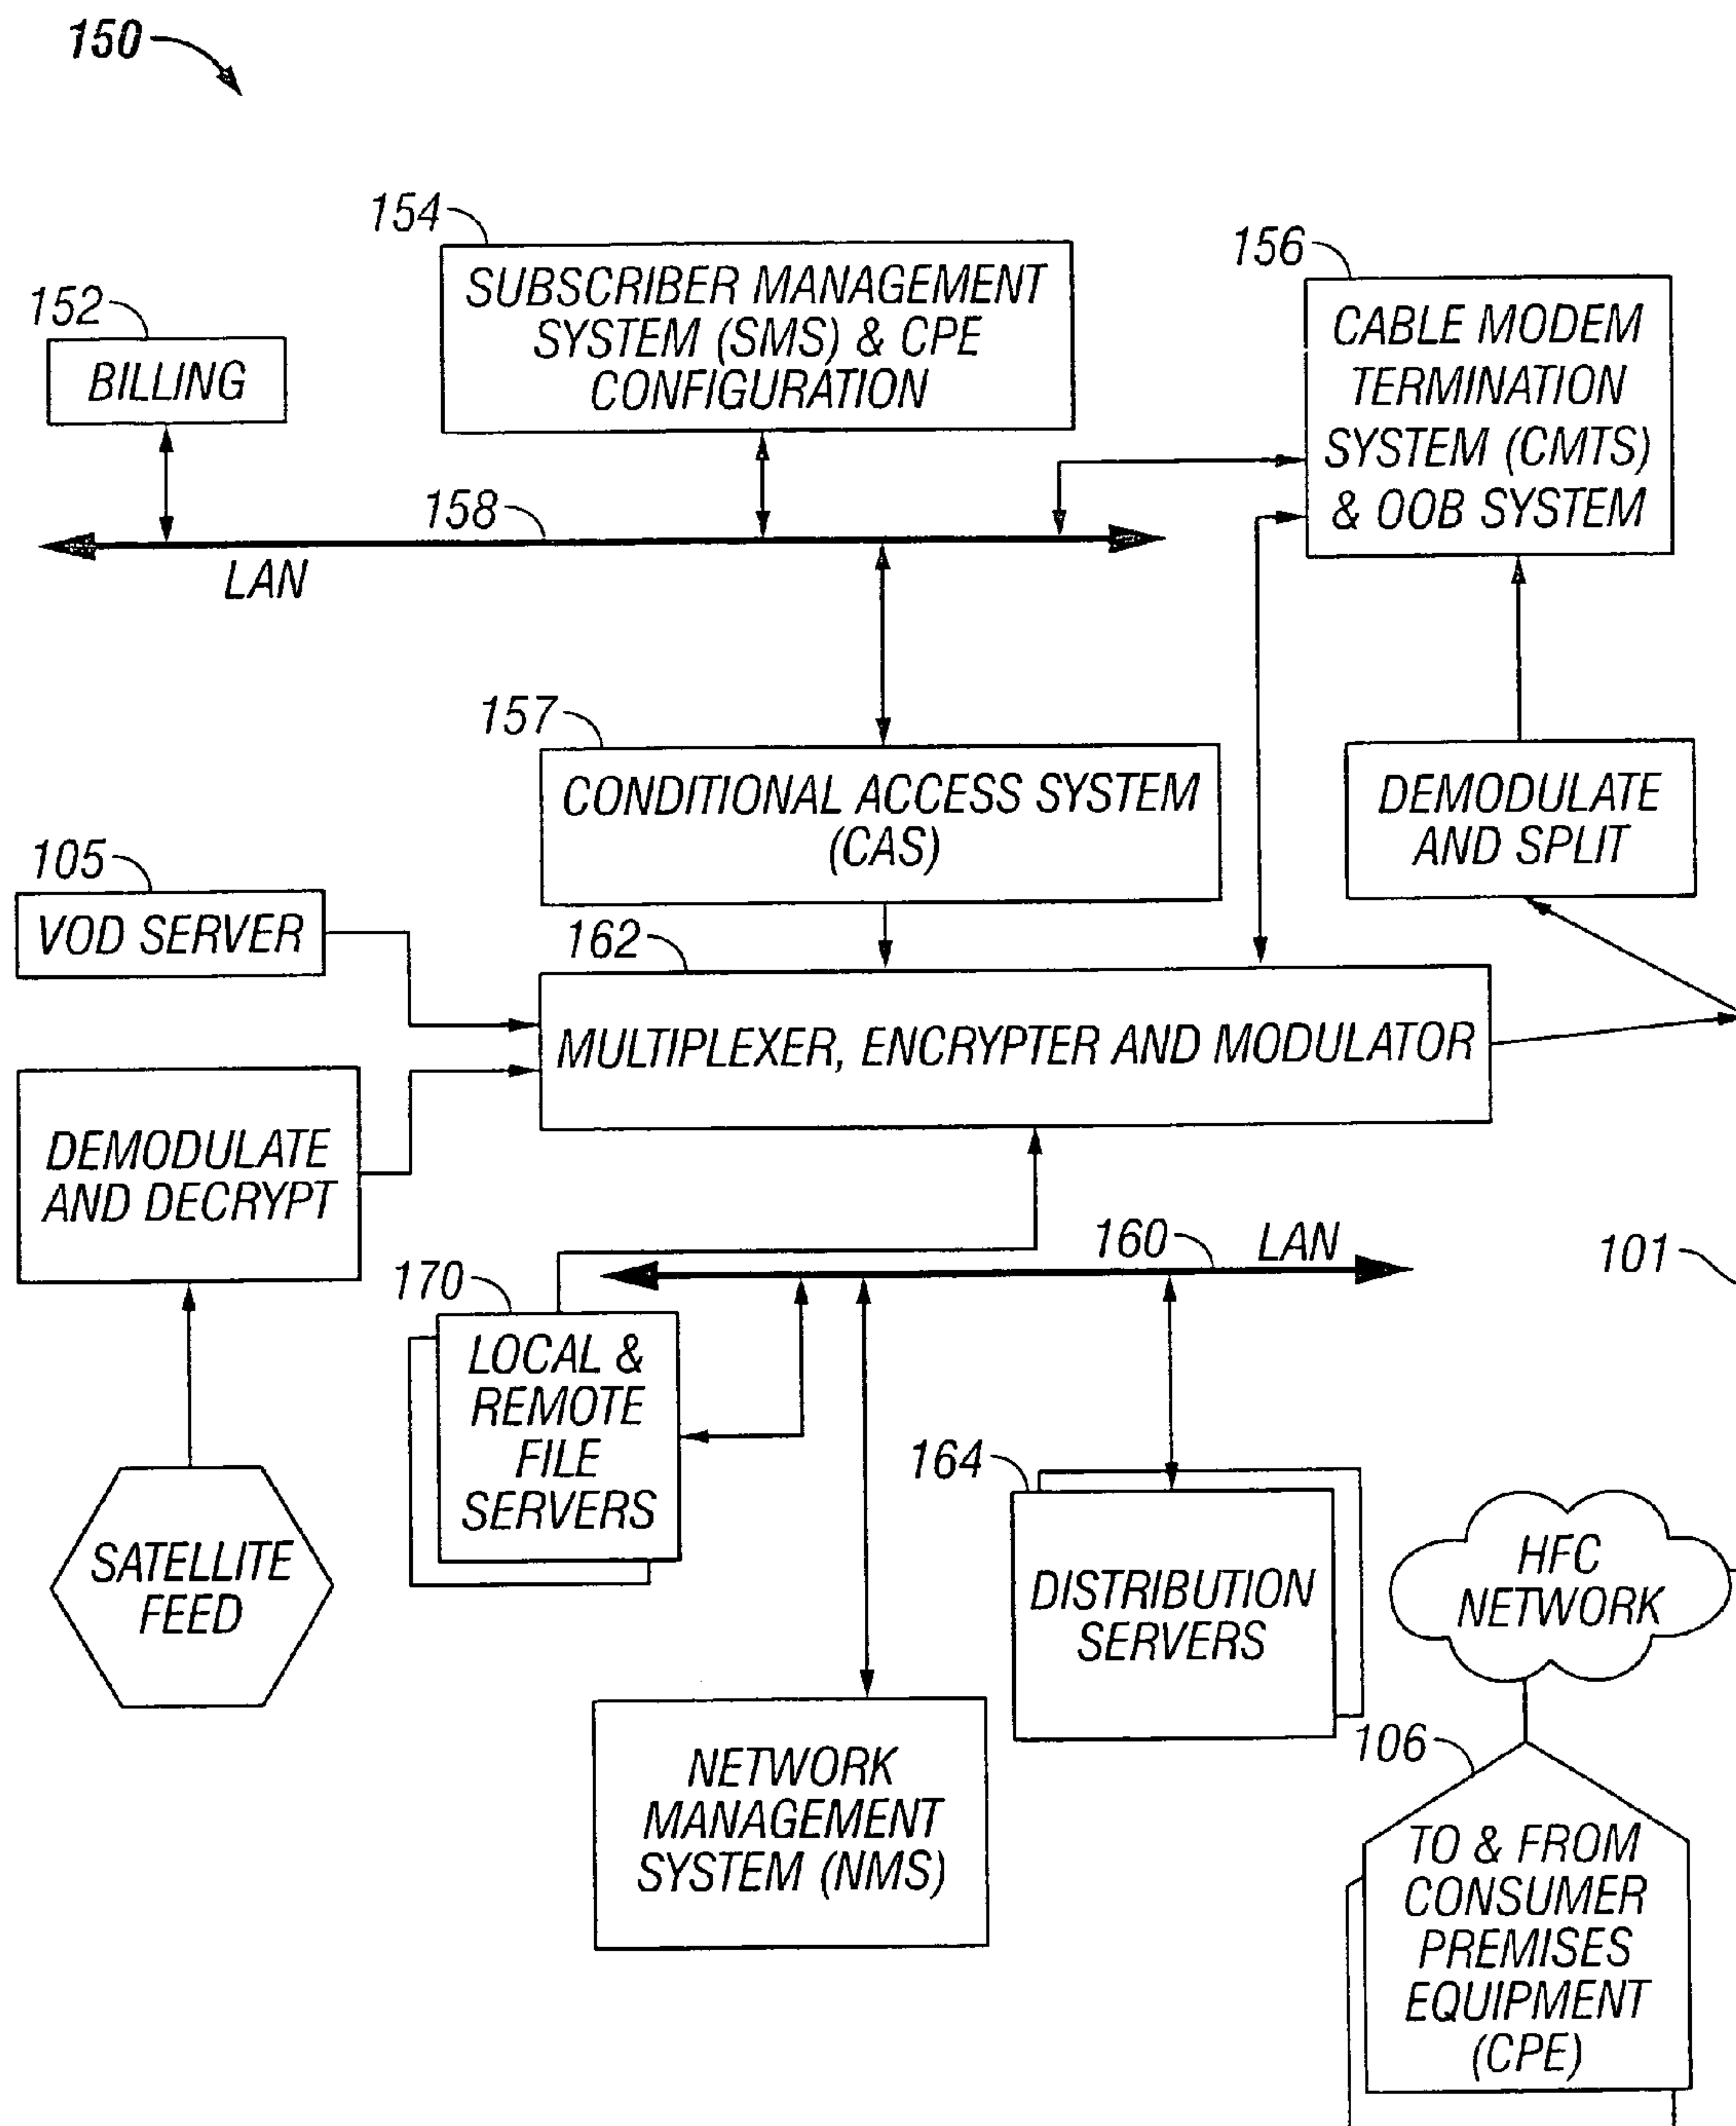 150
154
SUBSCRIBER MANAGEMENT
SYSTEM (SMS) & CPE
CONFIGURATION
156
CABLE MODEM
TERMINATION
SYSTEM (CMTS)
& OOB SYSTEM
152
BILLING
158
LAN
157
CONDITIONAL ACCESS SYSTEM
(CAS)
DEMODULATE
AND SPLIT
105
VOD SERVER
162
MULTIPLEXER, ENCRYPTER AND MODULATOR
DEMODULATE
AND DECRYPT
160
LAN
101
170
LOCAL &
REMOTE
FILE
SERVERS
164
DISTRIBUTION
SERVERS
SATELLITE
FEED
HFC
NETWORK
NETWORK
MANAGEMENT
SYSTEM (NMS)
106
TO & FROM
CONSUMER
PREMISES
EQUIPMENT
(CPE)